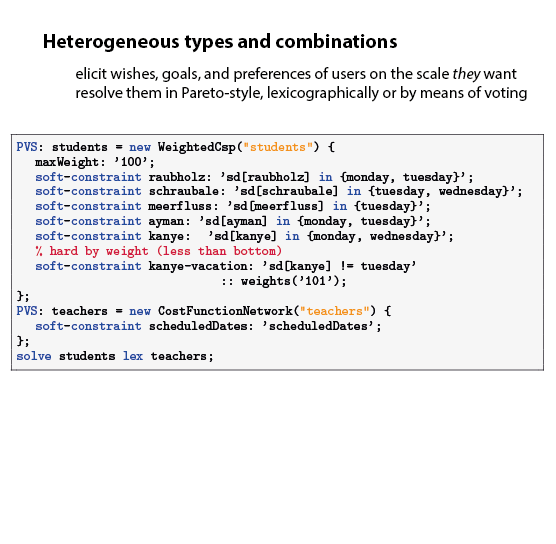 Heterogeneous types and combinations
elicit wishes, goals, and preferences of users on the scale they want
resolve them in Pareto-style, lexicographically or by means of voting
PVS: students = new WeightedCsp("students") {
maxWeight: ’100’;
soft-constraint raubholz: ’sd[raubholz] in {monday, tuesday}’;
soft-constraint schraubale: ’sd[schraubale] in {tuesday, wednesday}’;
soft-constraint meerfluss: ’sd[meerfluss] in {tuesday}’;
soft-constraint ayman: ’sd[ayman] in {monday, tuesday}’;
soft-constraint kanye: ’sd[kanye] in {monday, wednesday}’;
% hard by weight (less than bottom)
soft-constraint kanye-vacation: ’sd[kanye] != tuesday’
:: weights(’101’);
};
PVS: teachers = new CostFunctionNetwork("teachers") {
soft-constraint scheduledDates: ’scheduledDates’;
};
solve students lex teachers;